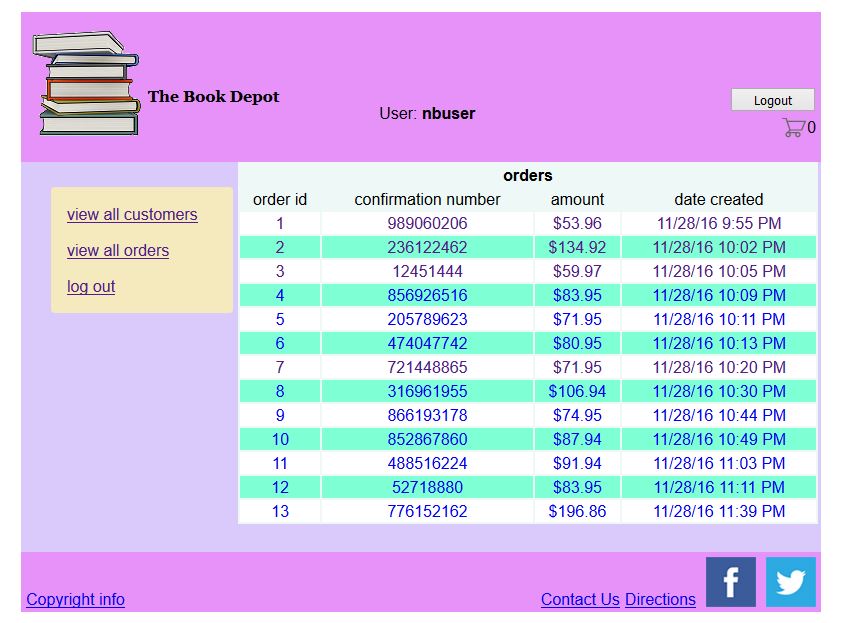 The Book Depot
User: nbuser
Logout
0
view all customers
view all orders
log out
orders
order id confirmation number amount date created
1 989060206 $53.96 11/28/16 9:55 PM
2 236122462 $134.92 11/28/16 10:02 PM
3 12451444 $59.97 11/28/16 10:05 PM
4 856926516 $83.95 11/28/16 10:09 PM
5 205789623 $71.95 11/28/16 10:11 PM
6 474047742 $80.95 11/28/16 10:13 PM
7 721448865 $71.95 11/28/16 10:20 PM
8 316961955 $106.94 11/28/16 10:30 PM
9 866193178 $74.95 11/28/16 10:44 PM
10 852867860 $87.94 11/28/16 10:49 PM
11 488516224 $91.94 11/28/16 11:03 PM
12 52718880 $83.95 11/28/16 11:11 PM
13 776152162 $196.86 11/28/16 11:39 PM
Copyright info
Contact Us Directions
f